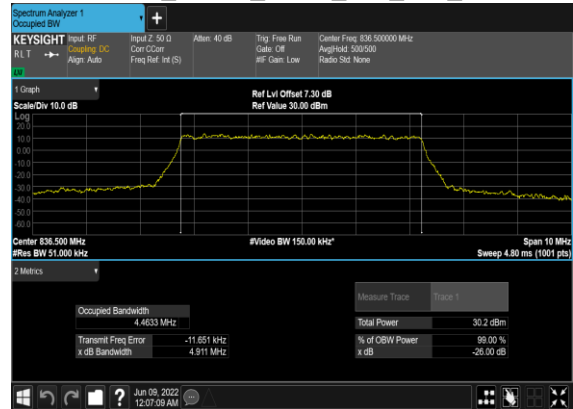 Spectrum Analyzer 1
Occupied BW
+
KEYSIGHT Input: RF Input Z: 50 Ω Atten: 40 dB Trig: Free Run Center Freq: 836.500000 MHz
RLT Coupling: DC Corr CCorr Gate: Off Avg|Hold: 500/500
Align: Auto Freq Ref: Int (S) #IF Gain: Low Radio Std: None
LW
1 Graph
Ref Lvl Offset 7.30 dB
Scale/Div 10.0 dB Ref Value 30.00 dBm
Log
20.0
10.0
0.00
-10.0
-20.0
-30.0
-40.0
-50.0
-60.0
Center 836.500 MHz #Video BW 150.00 kHz* Span 10 MHz
#Res BW 51.000 kHz Sweep 4.80 ms (1001 pts)
2 Metrics
Measure Trace Trace 1
Occupied Bandwidth
4.4633 MHz Total Power 30.2 dBm
Transmit Freq Error -11.651 kHz % of OBW Power 99.00 %
x dB Bandwidth 4.911 MHz x dB -26.00 dB
?
Jun 09, 2022
12:07:09 AM